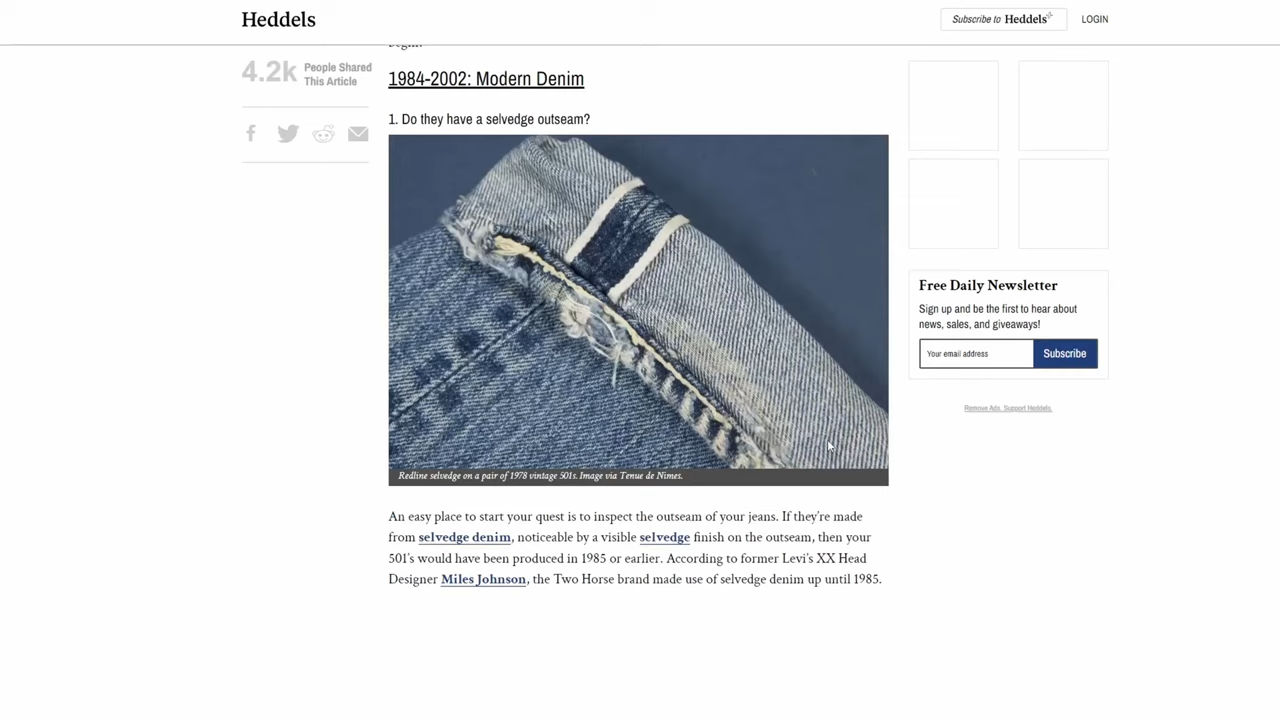 Heddels
Subscribe to Heddels+
LOGIN
4.2k People Shared
This Article
1984-2002: Modern Denim
1. Do they have a selvedge outseam?
Redline selvedge on a pair of 1978 vintage 501s. Image via Tenue de Nimes.
An easy place to start your quest is to inspect the outseam of your jeans. If they're made
from selvedge denim, noticeable by a visible selvedge finish on the outseam, then your
501's would have been produced in 1985 or earlier. According to former Levi's XX Head
Designer Miles Johnson, the Two Horse brand made use of selvedge denim up until 1985.
Free Daily Newsletter
Sign up and be the first to hear about
news, sales, and giveaways!
Your email address
Subscribe
Remove Ads. Support Heddels.